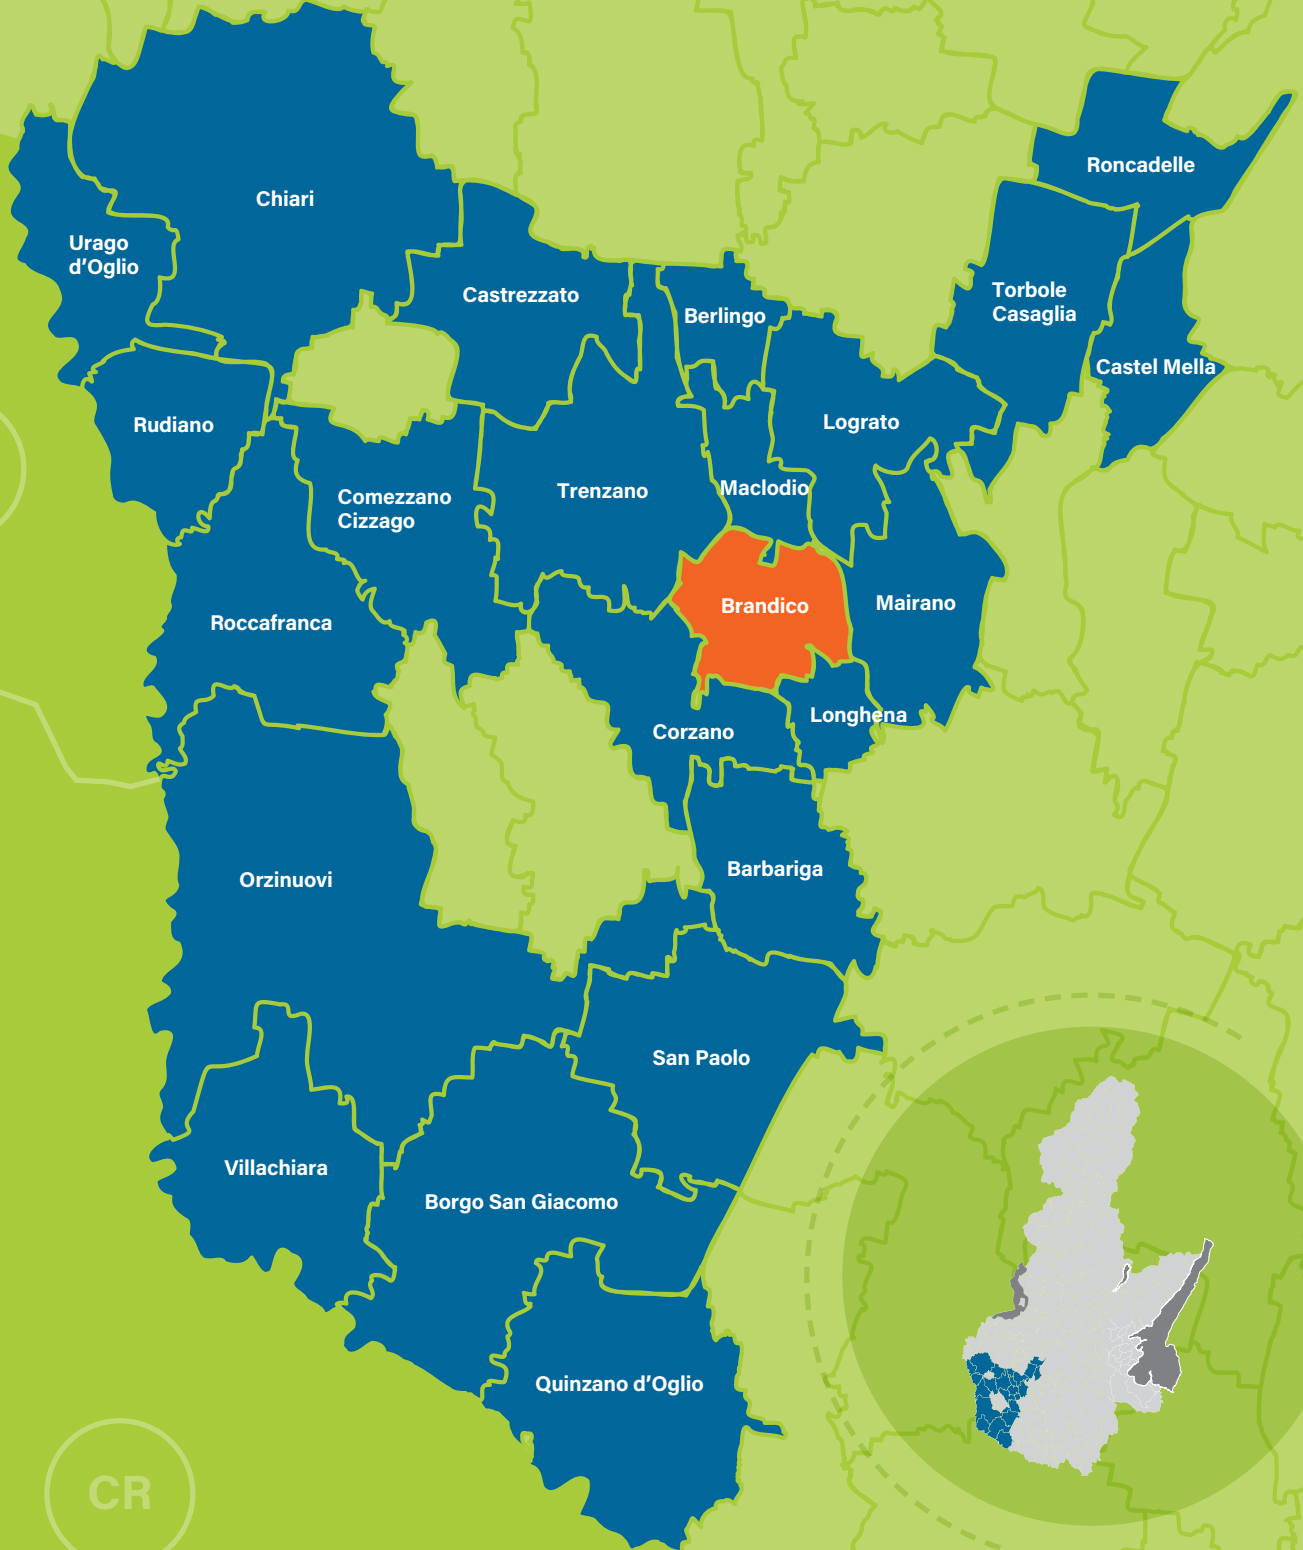 Roncadelle
Chiari
Urago
d'Oglio
Castrezzato
Torbole
Casaglia
Berlingo
Castel Mella
Rudiano
Lograto
Comezzano
Cizzago
Trenzano
Maclodio
Brandico
Mairano
Roccafranca
Longhena
Corzano
Barbariga
Orzinuovi
San Paolo
Villachiara
Borgo San Giacomo
Quinzano d'Oglio
CR